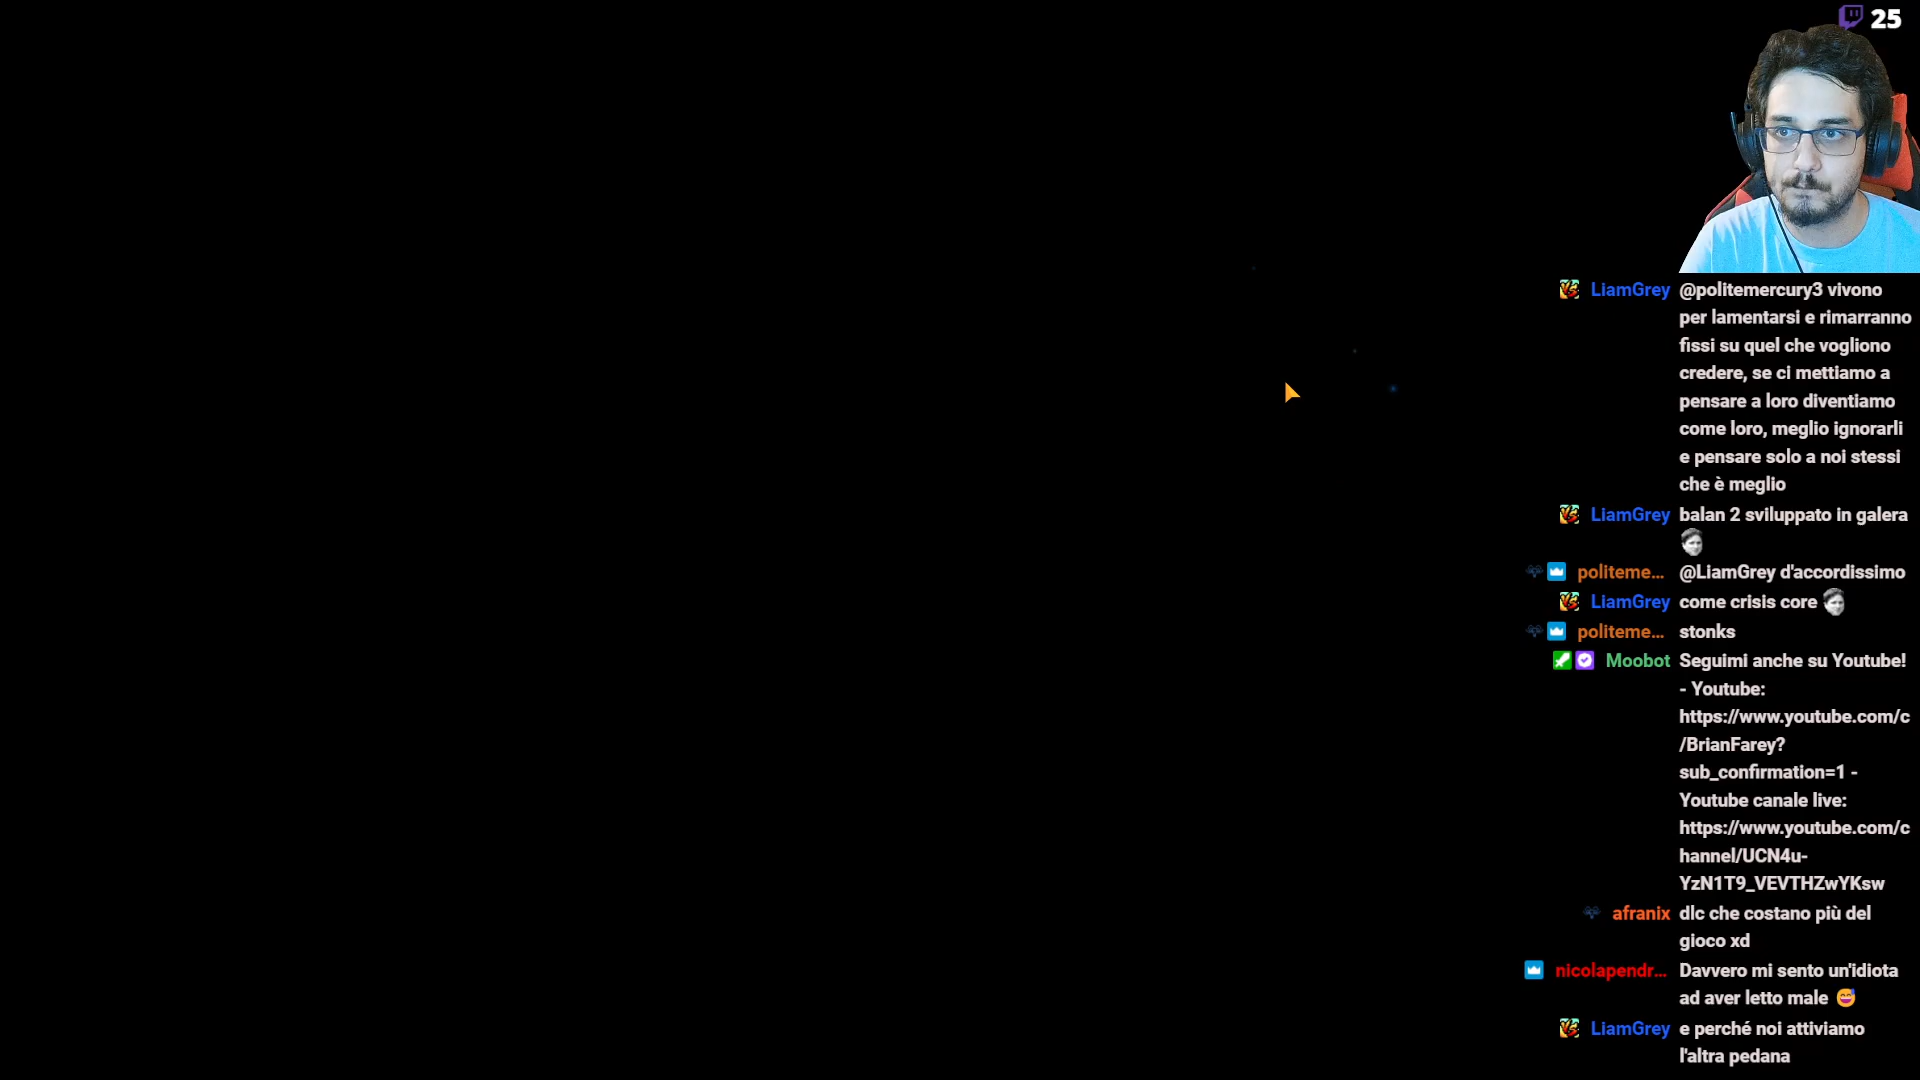 25
LiamGrey @politemercury3 vivono
per lamentarsi e rimarranno
fissi su quel che vogliono
credere, se ci mettiamo a
pensare a loro diventiamo
come loro, meglio ignorarli
e pensare solo a noi stessi
che è meglio
LiamGrey balan 2 sviluppato in galera
politeme... @LiamGrey d'accordissimo
LiamGrey come crisis core
politeme... stonks
Moobot Seguimi anche su Youtube!
- Youtube:
https://www.youtube.com/c
/BrianFarey?
sub_confirmation=1 -
Youtube canale live:
https://www.youtube.com/c
hannel/UCN4u-
YzN1T9_VEVTHZwYKsw
afranix dlc che costano più del
gioco xd
nicolapendr... Davvero mi sento un'idiota
ad aver letto male 😅
LiamGrey e perché noi attiviamo
l'altra pedana